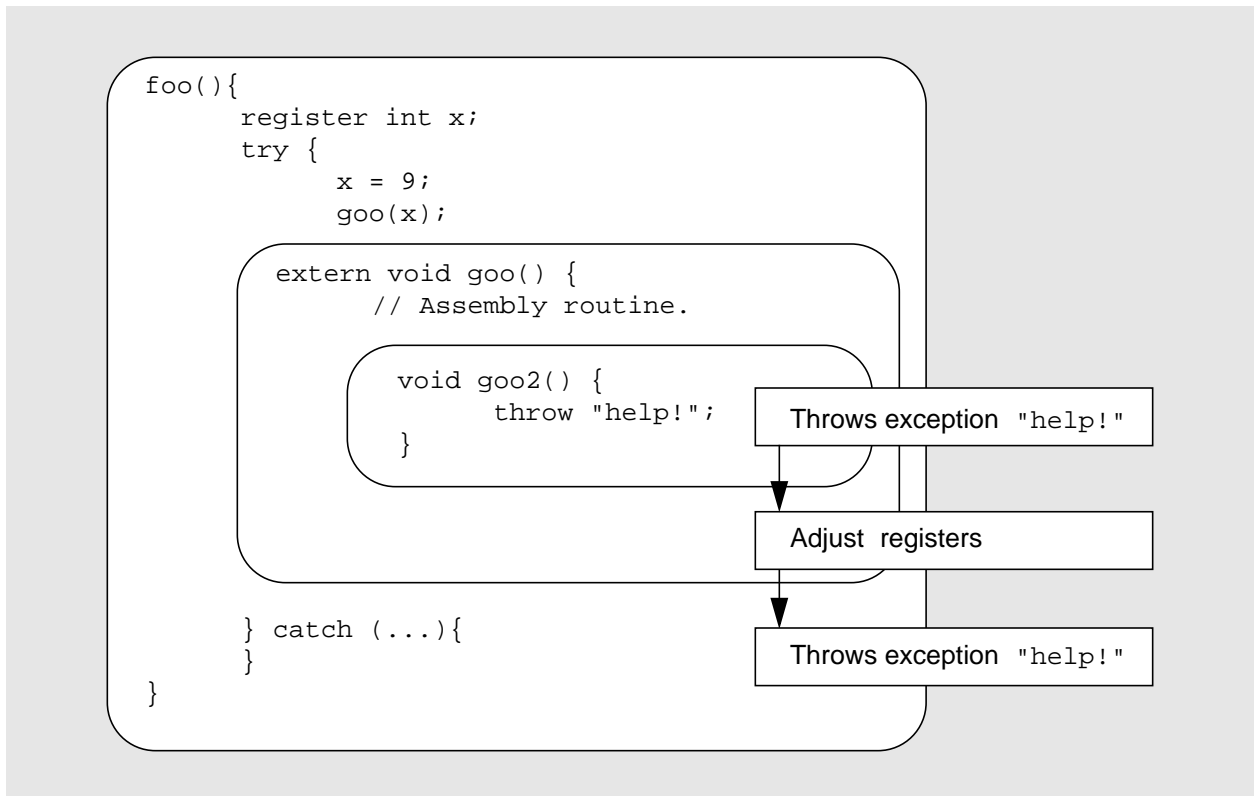 foo(){
register int x;
try {
x = 9;
goo(x);
extern void goo() {
// Assembly routine.
void goo2() {
throw "help!";
}
Throws exception "help!"
Adjust registers
} catch (...){
}
Throws exception "help!"
}